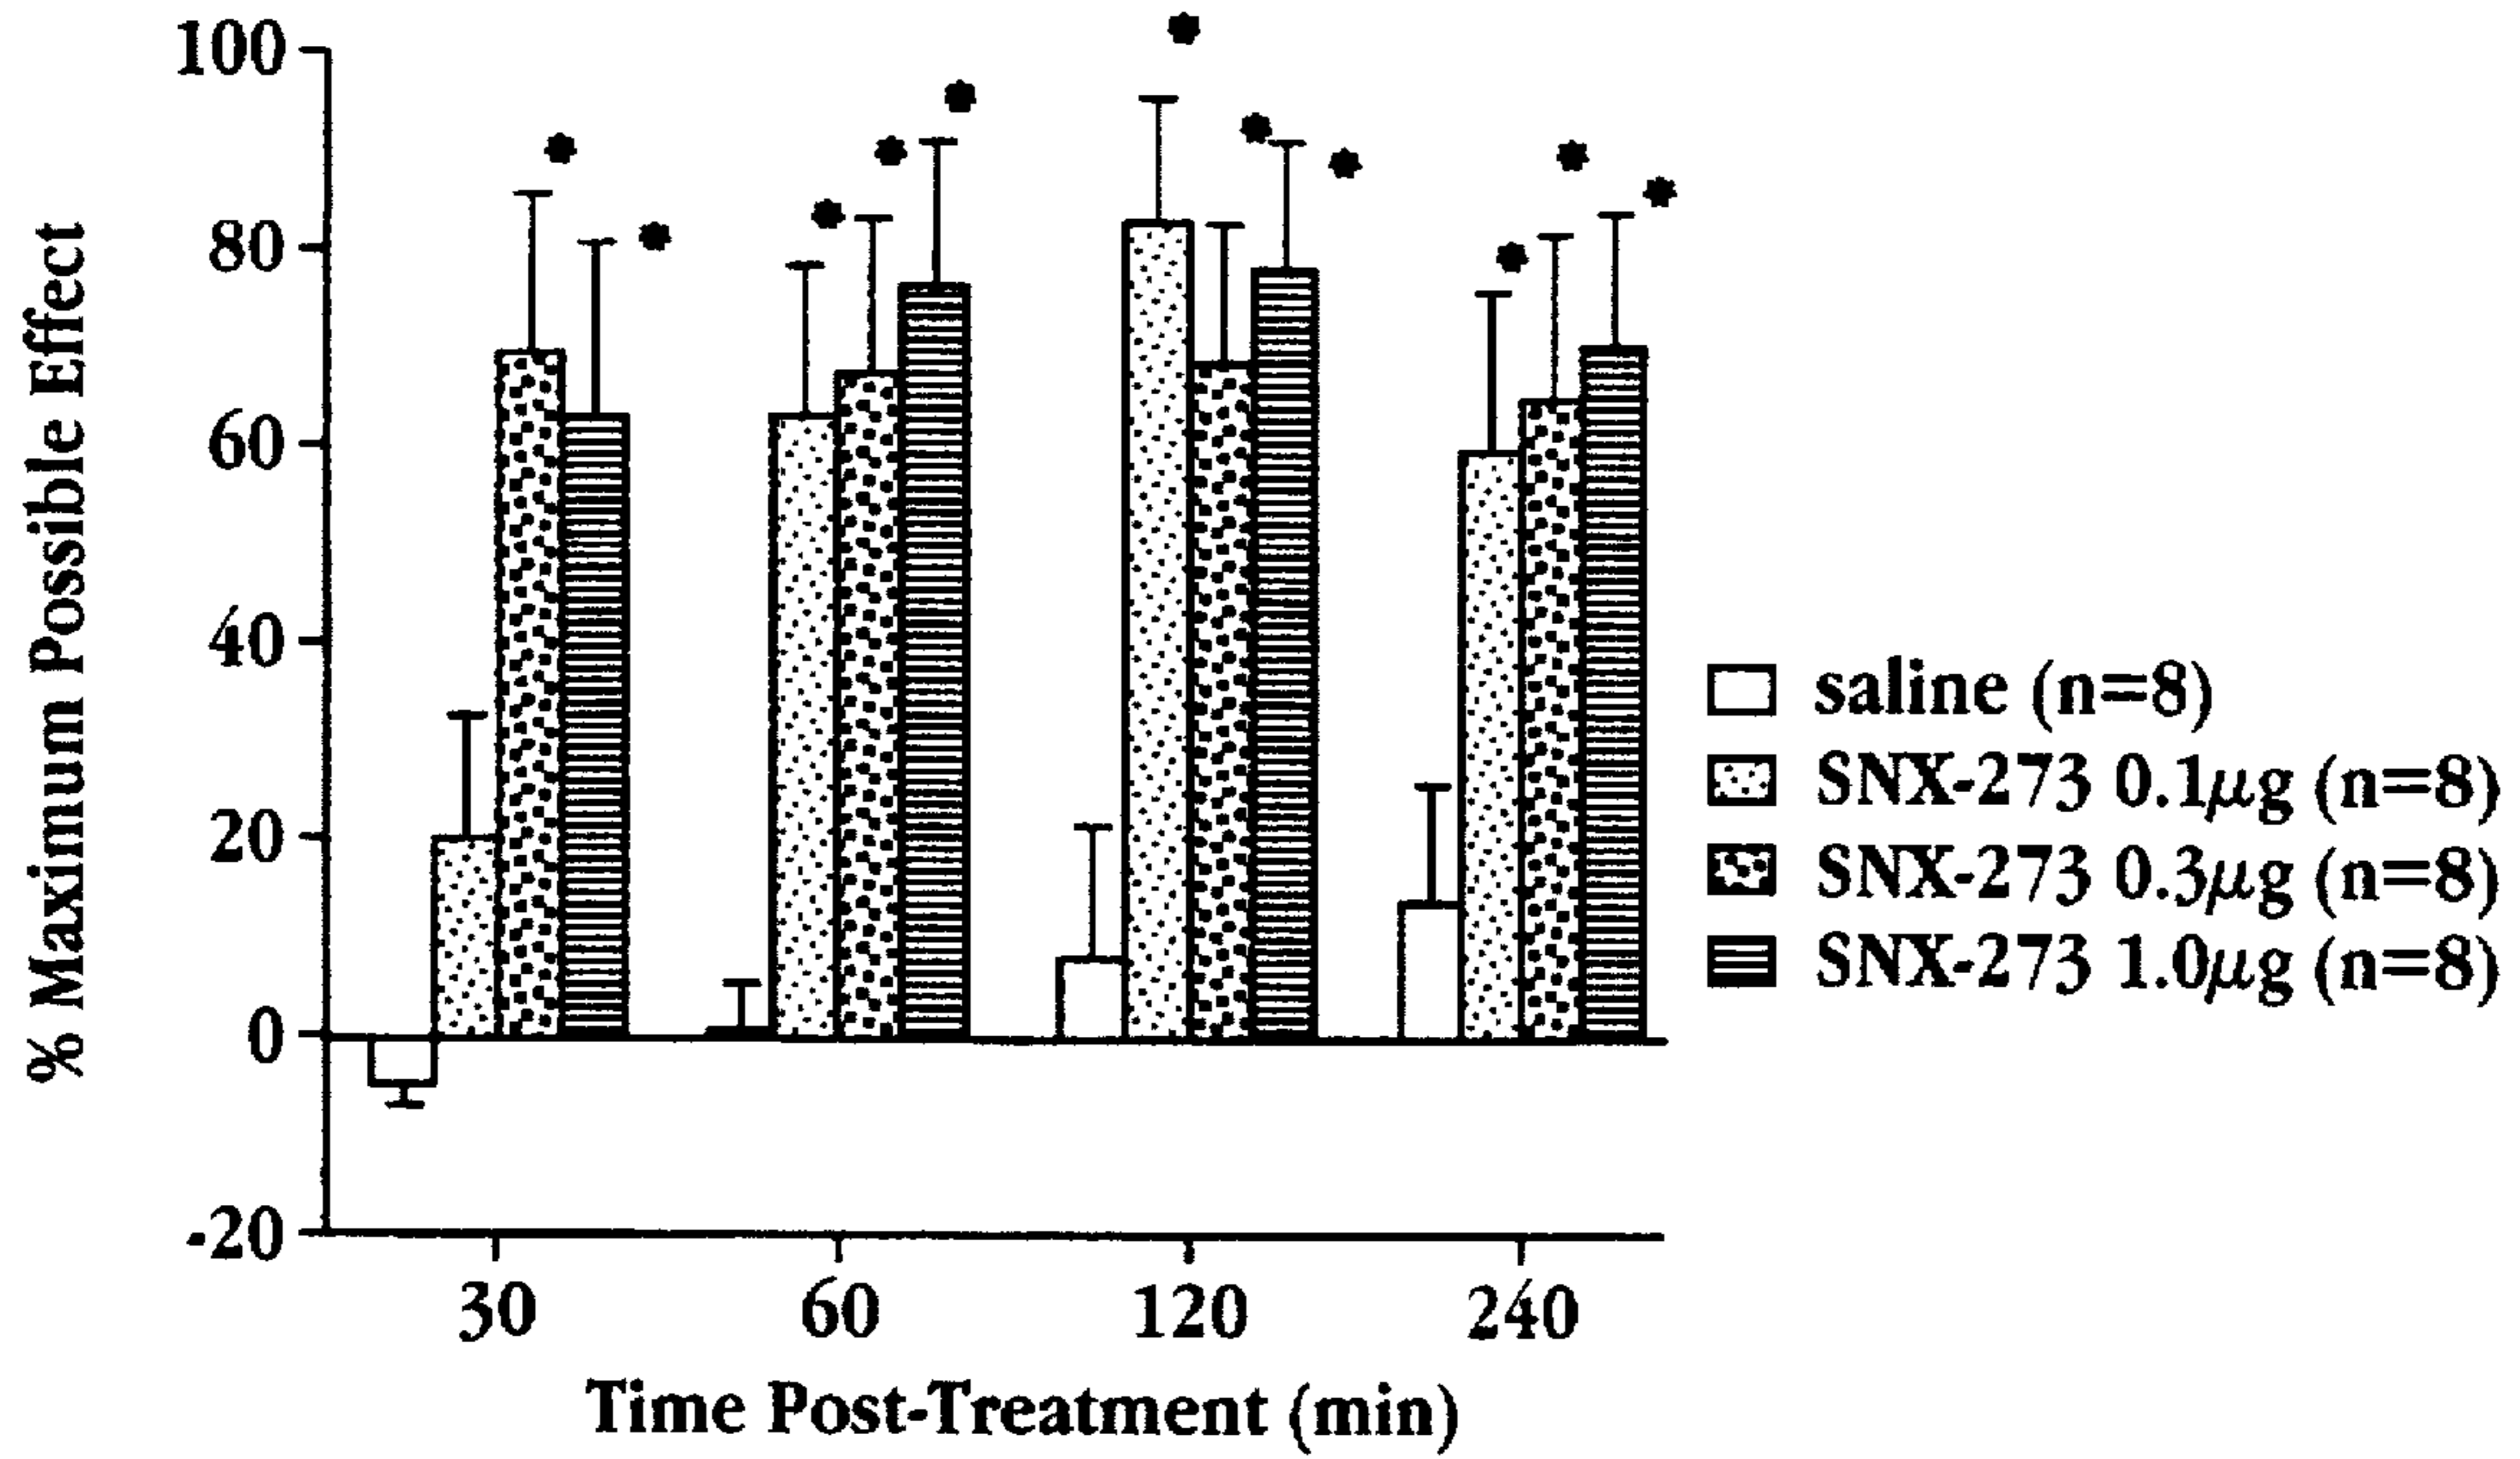 % Maximum Possible Effect
100
80
60
40
20
0
-20
30 60 120 240
Time Post-Treatment (min)
saline (n=8)
SNX-273 0.1μg (n=8)
SNX-273 0.3μg (n=8)
SNX-273 1.0μg (n=8)